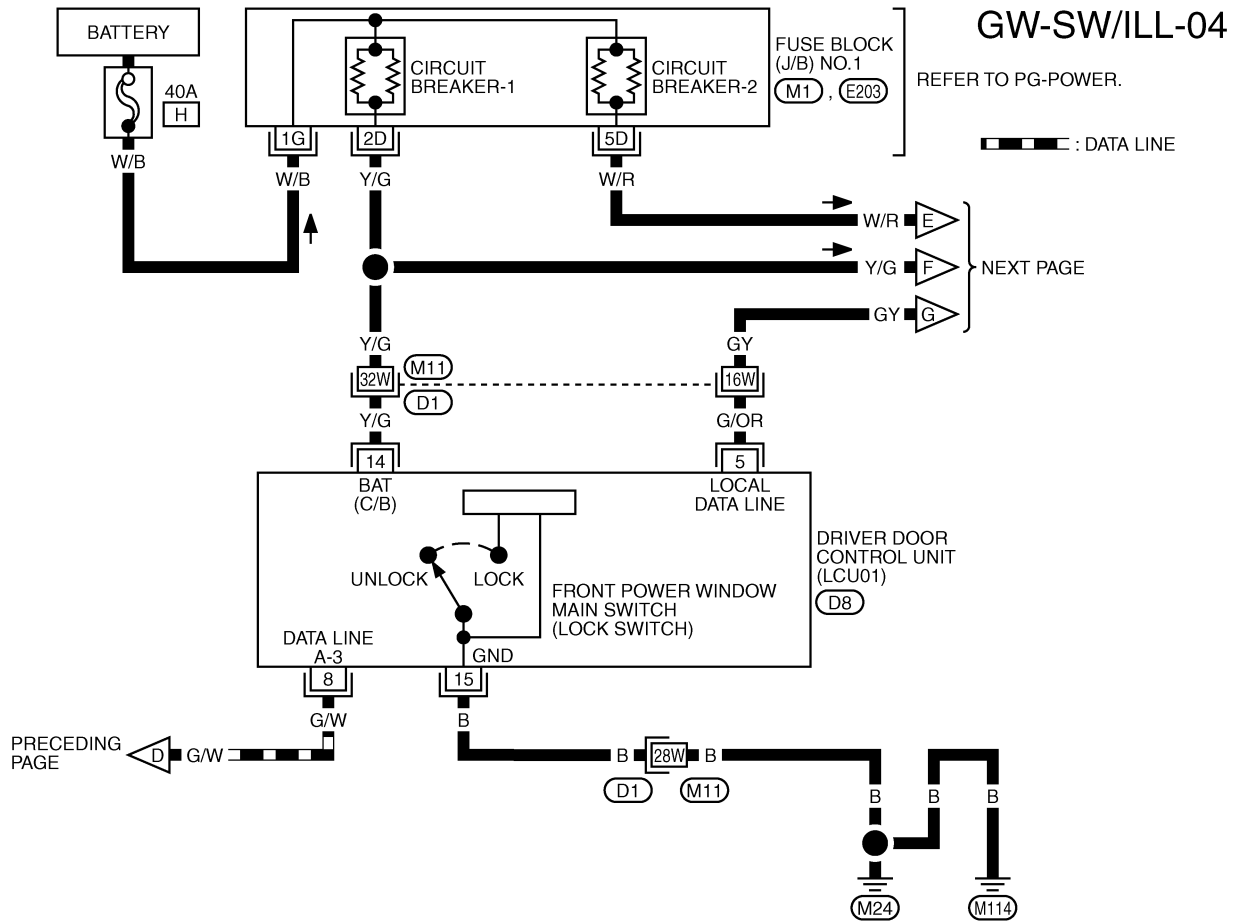 GW-SW/ILL-04
BATTERY
40A
H
CIRCUIT
BREAKER-1
CIRCUIT
BREAKER-2
FUSE BLOCK
(J/B) NO.1
M1 , E203
REFER TO PG-POWER.
: DATA LINE
1G
2D
5D
W/B
W/B
Y/G
W/R
W/R
E
Y/G
F
NEXT PAGE
GY
G
Y/G
GY
32W
M11
D1
16W
Y/G
G/OR
14
5
BAT
(C/B)
LOCAL
DATA LINE
UNLOCK
LOCK
FRONT POWER WINDOW
MAIN SWITCH
(LOCK SWITCH)
DRIVER DOOR
CONTROL UNIT
(LCU01)
D8
DATA LINE
A-3
GND
8
15
G/W
B
PRECEDING
PAGE
D
G/W
B
28W
B
D1
M11
B
B
B
M24
M114